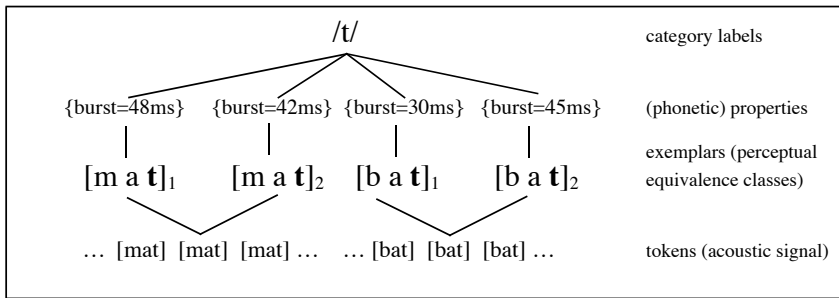 /t/ category labels
{burst=48ms} {burst=42ms} {burst=30ms} {burst=45ms} (phonetic) properties
exemplars (perceptual
[m a t]1 [m a t]2 [b a t]1 [b a t]2
equivalence classes)
… [mat] [mat] [mat] … … [bat] [bat] [bat] … tokens (acoustic signal)